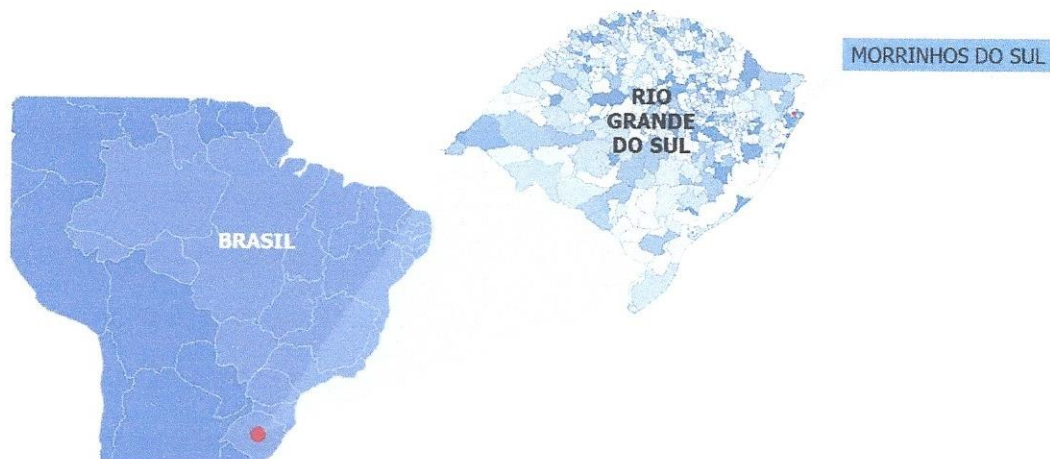 MORRINHOS DO SUL
RIO
GRANDE
DO SUL
BRASIL